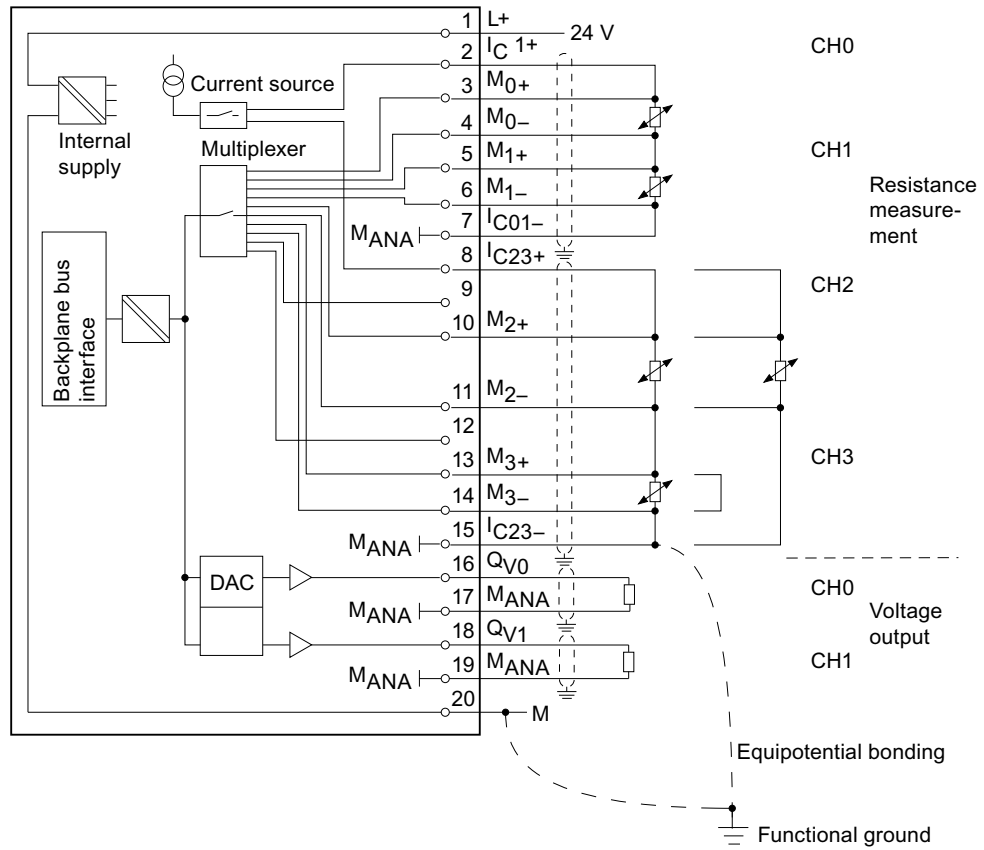 1 L+
24 V
2 IC 1+
CH0
Current source
3 M0+
4 M0–
Internal
supply
Multiplexer
5 M1+
CH1
6 M1–
Resistance
measure-
ment
7 IC01–
MANA
8 IC23+
9
CH2
10 M2+
Backplane bus
interface
11 M2–
12
13 M3+
CH3
14 M3–
15 IC23–
MANA
16 QV0
DAC
CH0
17 MANA
MANA
Voltage
output
18 QV1
19 MANA
MANA
CH1
20
M
Equipotential bonding
Functional ground